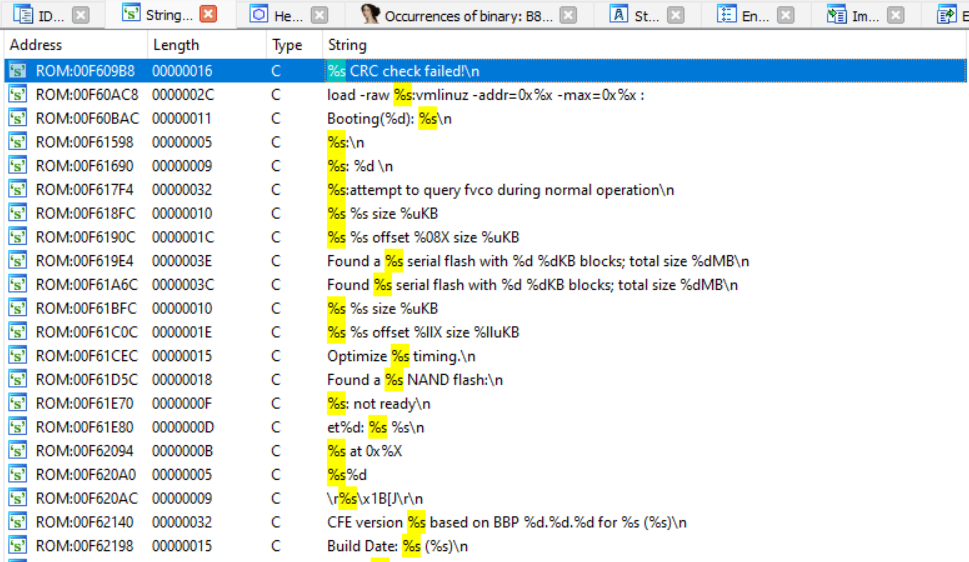 ID... String... He... Occurrences of binary: B8... St... En... Im... E
Address Length Type String
ROM:00F609B8 00000016 C %s CRC check failed!\n
ROM:00F60AC8 0000002C C load -raw %s:vmlinuz -addr=0x%x -max=0x%x :
ROM:00F60BAC 00000011 C Booting(%d): %s\n
ROM:00F61598 00000005 C %s:\n
ROM:00F61690 00000009 C %s: %d \n
ROM:00F617F4 00000032 C %s:attempt to query fvco during normal operation\n
ROM:00F618FC 00000010 C %s %s size %uKB
ROM:00F6190C 0000001C C %s %s offset %08X size %uKB
ROM:00F619E4 0000003E C Found a %s serial flash with %d %dKB blocks; total size %dMB\n
ROM:00F61A6C 0000003C C Found %s serial flash with %d %dKB blocks; total size %dMB\n
ROM:00F61BFC 00000010 C %s %s size %uKB
ROM:00F61C0C 0000001E C %s %s offset %llX size %lluKB
ROM:00F61CEC 00000015 C Optimize %s timing.\n
ROM:00F61D5C 00000018 C Found a %s NAND flash:\n
ROM:00F61E70 0000000F C %s: not ready\n
ROM:00F61E80 0000000D C et%d: %s %s\n
ROM:00F62094 0000000B C %s at 0x%X
ROM:00F620A0 00000005 C %s%d
ROM:00F620AC 00000009 C \r%s\x1B[J\r\n
ROM:00F62140 00000032 C CFE version %s based on BBP %d.%d.%d for %s (%s)\n
ROM:00F62198 00000015 C Build Date: %s (%s)\n